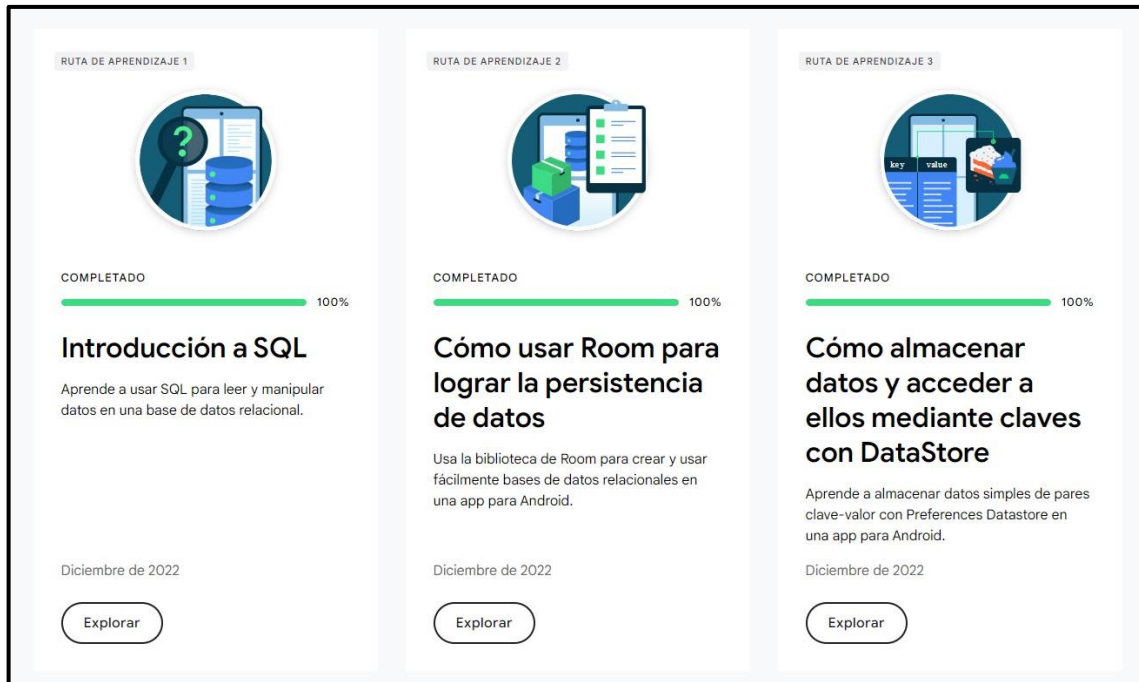 RUTA DE APRENDIZAJE 1
COMPLETADO
100%
Introducción a SQL
Aprende a usar SQL para leer y manipular
datos en una base de datos relacional.
Diciembre de 2022
Explorar
RUTA DE APRENDIZAJE 2
COMPLETADO
100%
Cómo usar Room para
lograr la persistencia
de datos
Usa la biblioteca de Room para crear y usar
fácilmente bases de datos relacionales en
una app para Android.
Diciembre de 2022
Explorar
RUTA DE APRENDIZAJE 3
key value
COMPLETADO
100%
Cómo almacenar
datos y acceder a
ellos mediante claves
con DataStore
Aprende a almacenar datos simples de pares
clave-valor con Preferences Datastore en
una app para Android.
Diciembre de 2022
Explorar